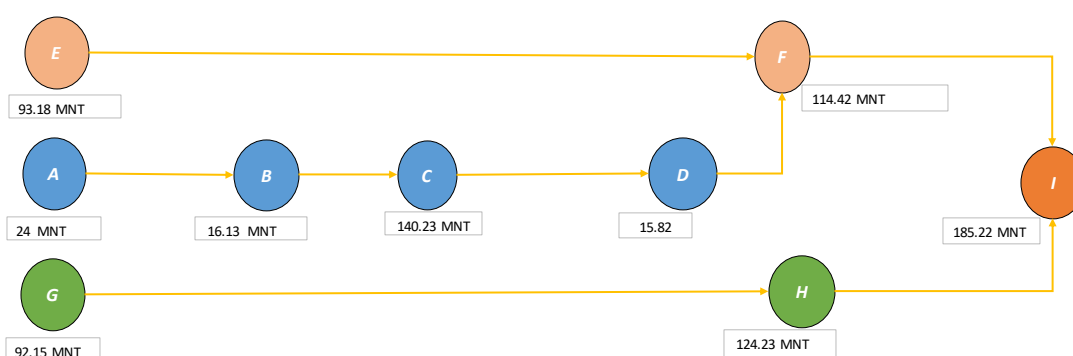 E
F
93.18 MNT
114.42 MNT
A
B
C
D
I
24 MNT
16.13 MNT
140.23 MNT
15.82
185.22 MNT
G
H
92.15 MNT
124.23 MNT